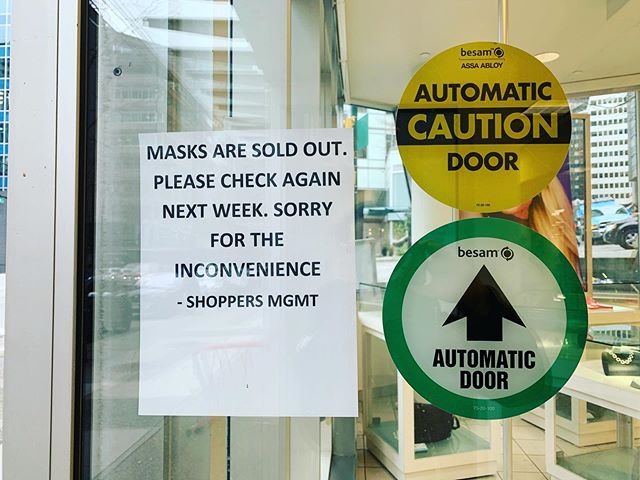 MASKS ARE SOLD OUT.
PLEASE CHECK AGAIN
NEXT WEEK. SORRY
FOR THE
INCONVENIENCE
- SHOPPERS MGMT
1
besam
ASSA ABLOY
AUTOMATIC
CAUTION
DOOR
besam
AUTOMATIC
DOOR